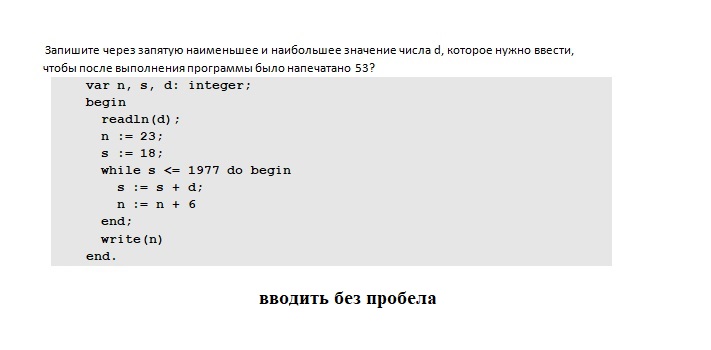 Запишите через запятую наименьшее и наибольшее значение числа d, которое нужно ввести,
чтобы после выполнения программы было напечатано 53?
var n, s, d: integer;
begin
readln(d);
n := 23;
s := 18;
while s <= 1977 do begin
s := s + d;
n := n + 6
end;
write(n)
end.
вводить без пробела